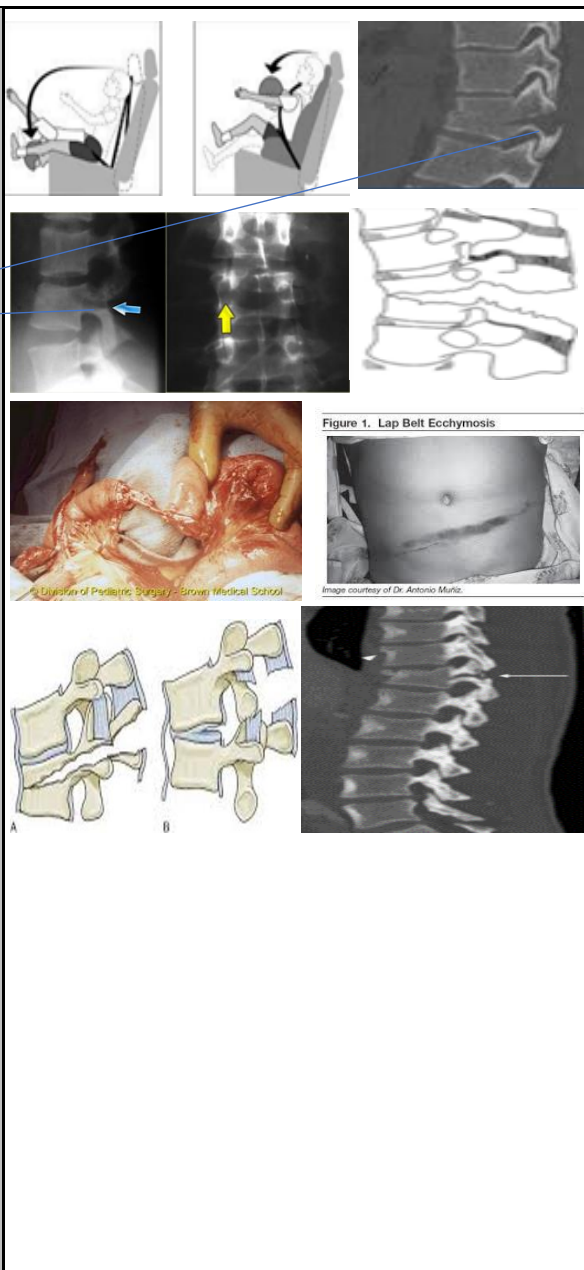 © Division of Pediatric Surgery - Brown Medical School
Figure 1. Lap Belt Ecchymosis
Image courtesy of Dr. Antonio Muñiz.
A
B